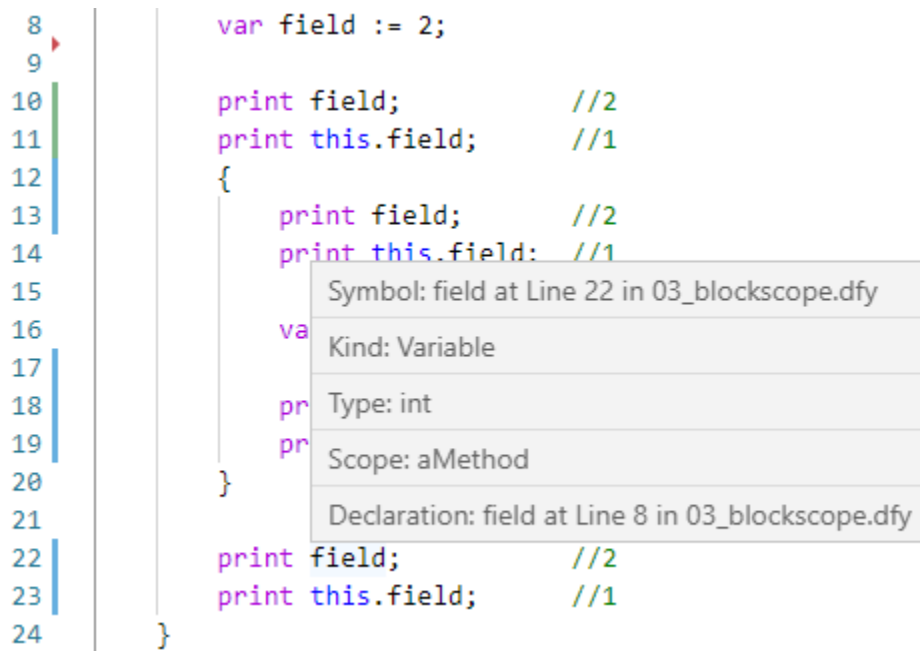 8 var field := 2;
9
10 print field; //2
11 print this.field; //1
12 {
13 print field; //2
14 print this.field; //1
15
16 va
17
18 pr
19 pr
20 }
21
22 print field; //2
23 print this.field; //1
24 }
Symbol: field at Line 22 in 03_blockscope.dfy
Kind: Variable
Type: int
Scope: aMethod
Declaration: field at Line 8 in 03_blockscope.dfy